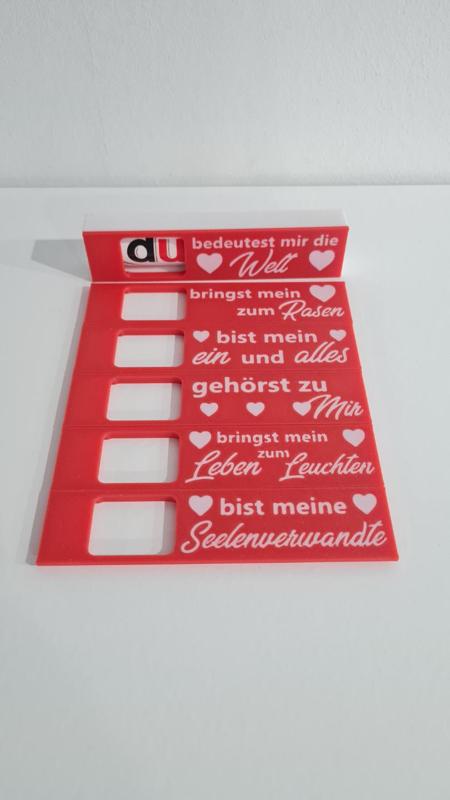 du bedeutest mir die
Welt
bringst mein
zum Rasen
bist mein
ein und alles
gehörst zu
Mir
bringst mein
zum
Leben Leuchten
bist meine
Seelenverwandte